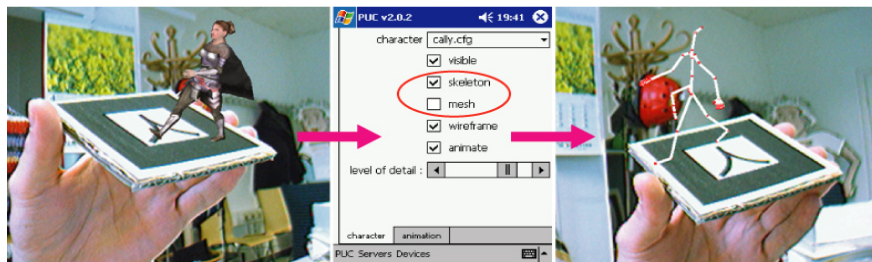 PUC v2.0.2 19:41
character cally.cfg
visible
skeleton
mesh
wireframe
animate
level of detail :
character animation
PUC Servers Devices